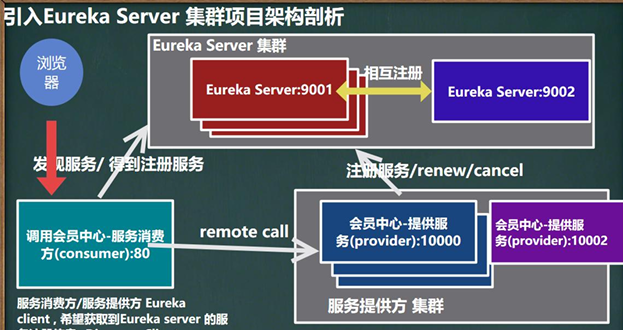 引入Eureka Server 集群项目架构剖析
Eureka Server 集群
浏览
器
Eureka Server:9001
相互注册
Eureka Server:9002
发现服务/ 得到注册服务
注册服务/renew/cancel
调用会员中心-服务消费
方(consumer):80
remote call
会员中心-提供服
务(provider):10000
会员中心-提供服
务(provider):10002
服务提供方 集群
服务消费方/服务提供方 Eureka
client , 希望获取到Eureka server 的服